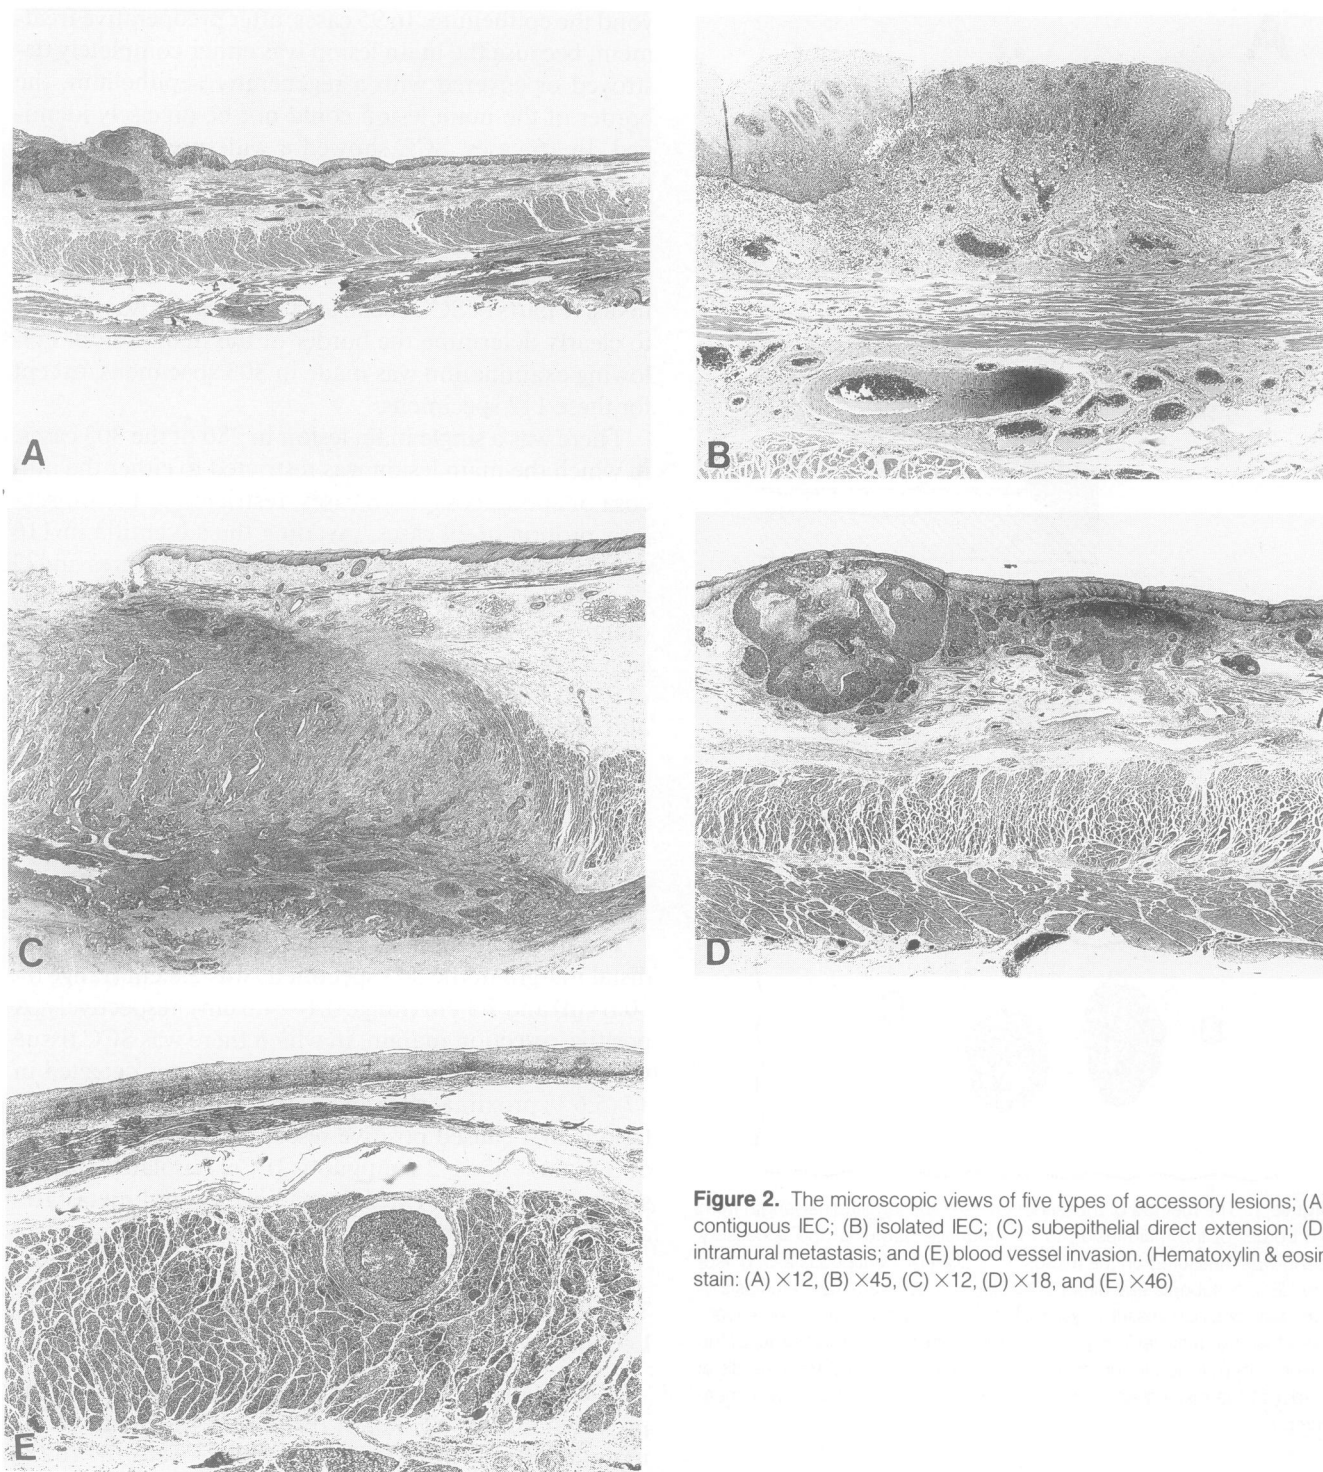 A
B
C
D
E
Figure 2. The microscopic views of five types of accessory lesions; (A
contiguous IEC; (B) isolated IEC; (C) subepithelial direct extension; (D
intramural metastasis; and (E) blood vessel invasion. (Hematoxylin & eosin
stain: (A) ×12, (B) ×45, (C) ×12, (D) ×18, and (E) ×46)